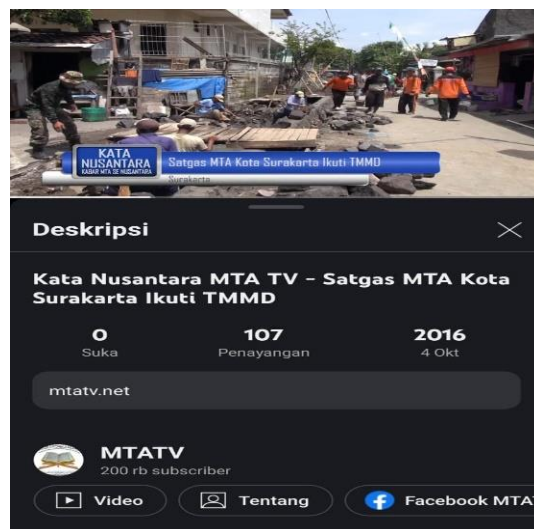 KATA
NUSANTARA
KABAR MTA SE NUSANTARA
Satgas MTA Kota Surakarta Ikuti TMMD
Surakarta
Deskripsi
Kata Nusantara MTA TV - Satgas MTA Kota
Surakarta Ikuti TMMD
0 107 2016
Suka Penayangan 4 Okt
mtatv.net
MTATV
200 rb subscriber
Video Tentang Facebook MTA